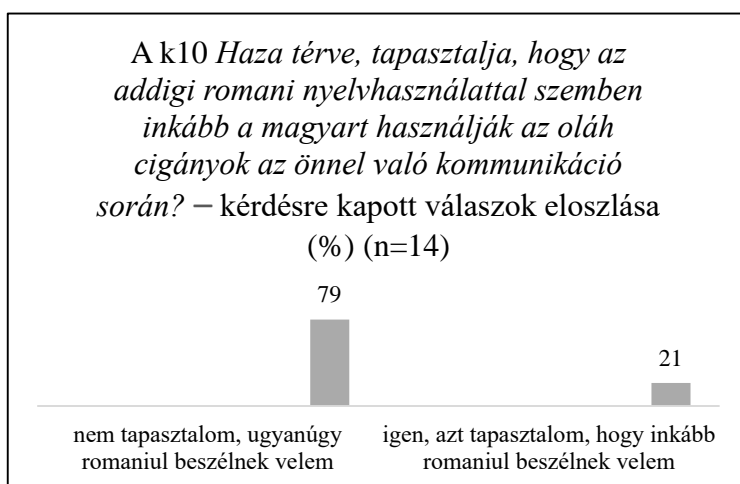 A k10 Haza térve, tapasztalja, hogy az
addigi romani nyelvhasználattal szemben
inkább a magyart használják az oláh
cigányok az önnel való kommunikáció
során? – kérdésre kapott válaszok eloszlása
(%) (n=14)
79
21
nem tapasztalom, ugyanúgy
romaniul beszélnek velem
igen, azt tapasztalom, hogy inkább
romaniul beszélnek velem